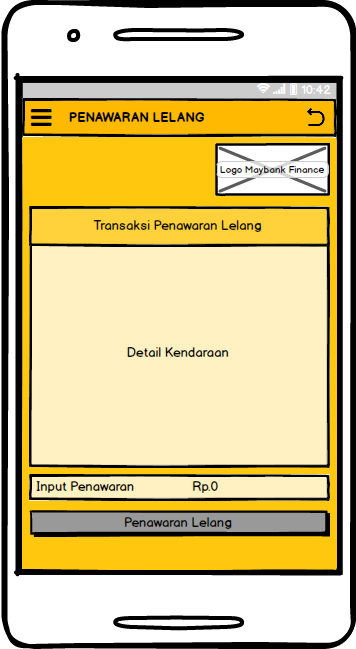 10:42
PENAWARAN LELANG
Logo Maybank Finance
Transaksi Penawaran Lelang
Detail Kendaraan
Input Penawaran Rp.0
Penawaran Lelang